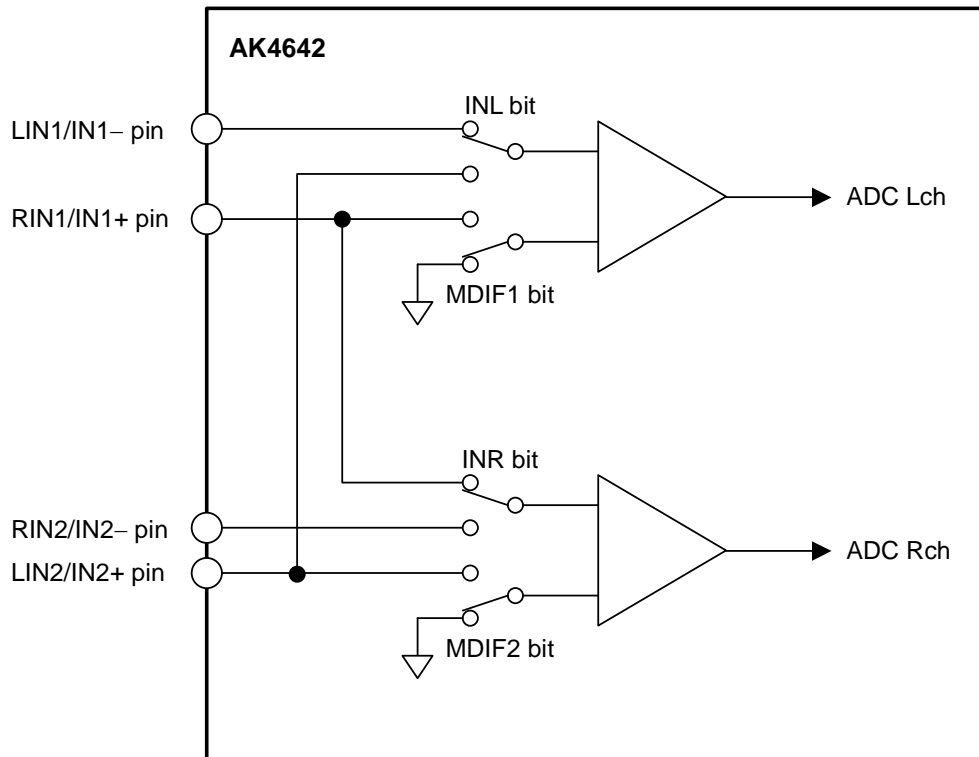 AK4642
INL bit
LIN1/IN1− pin
ADC Lch
RIN1/IN1+ pin
MDIF1 bit
INR bit
RIN2/IN2− pin
ADC Rch
LIN2/IN2+ pin
MDIF2 bit